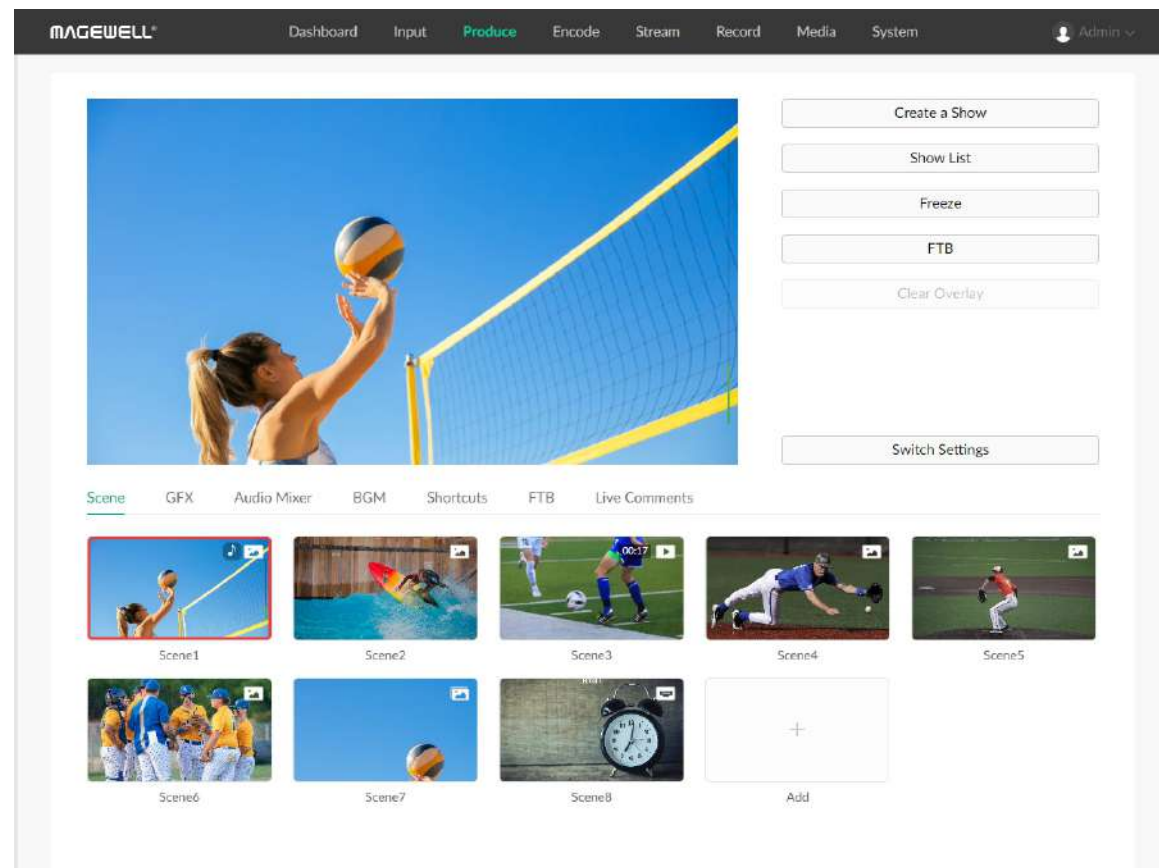 MAGEWELL®
Dashboard Input Produce Encode Stream Record Media System
Admin
Create a Show
Show List
Freeze
FTB
Clear Overlay
Switch Settings
Scene GFX Audio Mixer BGM Shortcuts FTB Live Comments
00:17
Scene1 Scene2 Scene3 Scene4 Scene5
Scene6 Scene7 Scene8 Add